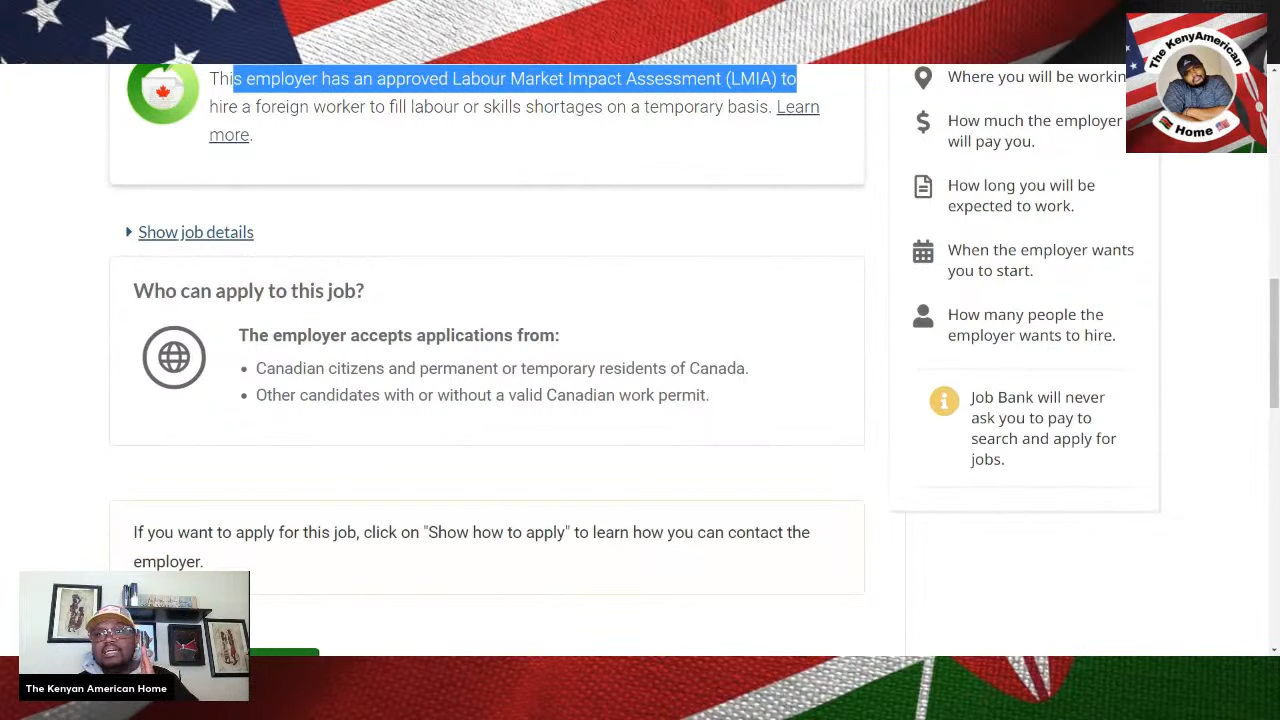 This employer has an approved Labour Market Impact Assessment (LMIA) to
hire a foreign worker to fill labour or skills shortages on a temporary basis. Learn
more.
Show job details
Who can apply to this job?
The employer accepts applications from:
• Canadian citizens and permanent or temporary residents of Canada.
• Other candidates with or without a valid Canadian work permit.
If you want to apply for this job, click on "Show how to apply" to learn how you can contact the
employer.
Where you will be workin
How much the employer
will pay you.
How long you will be
expected to work.
When the employer wants
you to start.
How many people the
employer wants to hire.
Job Bank will never
ask you to pay to
search and apply for
jobs.
The KenyAmerican
Home
The Kenyan American Home